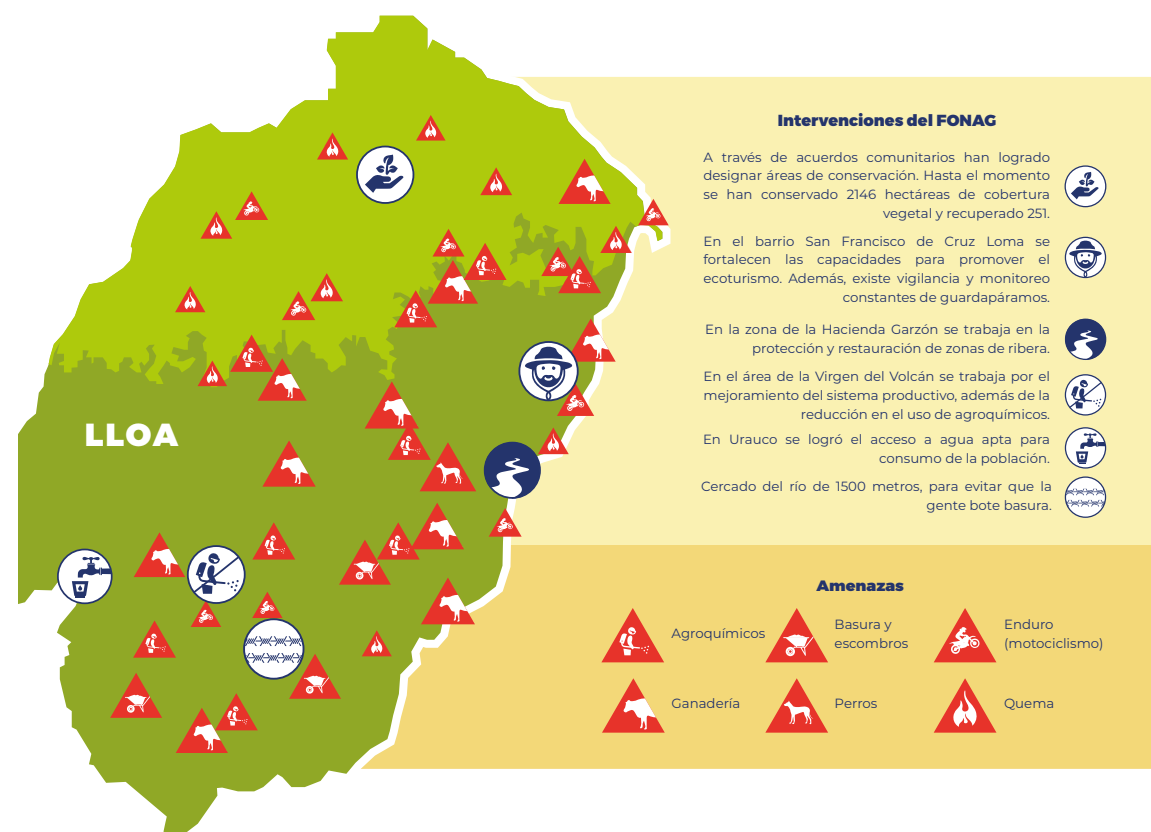 Intervenciones del FONAG
A través de acuerdos comunitarios han logrado
designar áreas de conservación. Hasta el momento
se han conservado 2146 hectáreas de cobertura
vegetal y recuperado 251.
En el barrio San Francisco de Cruz Loma se
fortalecen las capacidades para promover el
ecoturismo. Además, existe vigilancia y monitoreo
constantes de guardapáramos.
En la zona de la Hacienda Garzón se trabaja en la
protección y restauración de zonas de ribera.
En el área de la Virgen del Volcán se trabaja por el
mejoramiento del sistema productivo, además de la
reducción en el uso de agroquímicos.
En Urauco se logró el acceso a agua apta para
consumo de la población.
Cercado del río de 1500 metros, para evitar que la
gente bote basura.
LLOA
Amenazas
Agroquímicos
Basura y
escombros
Enduro
(motociclismo)
Ganadería
Perros
Quema